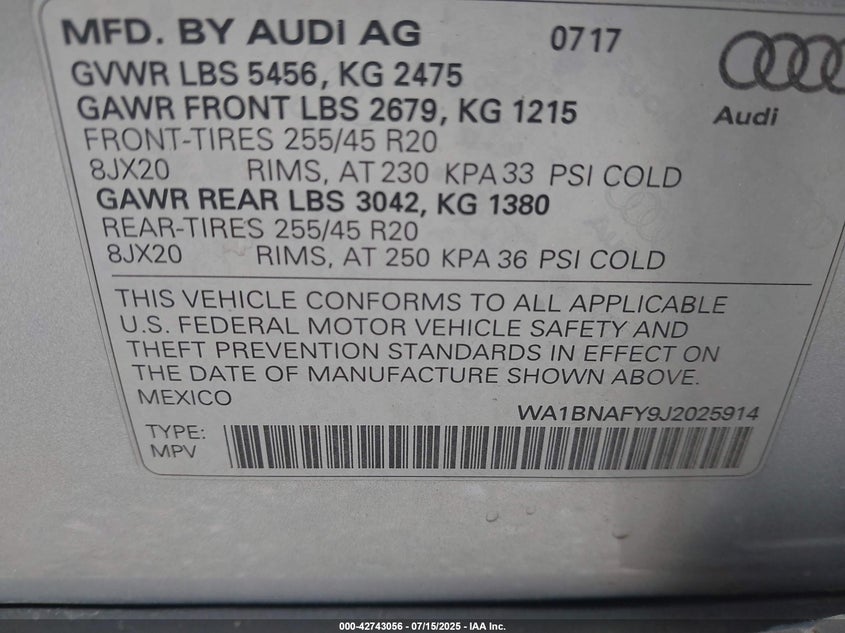 MFD. BY AUDI AG 0717
GVWR LBS 5456, KG 2475
GAWR FRONT LBS 2679, KG 1215
Audi
FRONT-TIRES 255/45 R20
8JX20 RIMS, AT 230 KPA 33 PSI COLD
GAWR REAR LBS 3042, KG 1380
REAR-TIRES 255/45 R20
8JX20 RIMS, AT 250 KPA 36 PSI COLD
THIS VEHICLE CONFORMS TO ALL APPLICABLE
U.S. FEDERAL MOTOR VEHICLE SAFETY AND
THEFT PREVENTION STANDARDS IN EFFECT ON
THE DATE OF MANUFACTURE SHOWN ABOVE.
MEXICO
WA1BNAFY9J2025914
TYPE:
MPV
000-42743056 - 07/15/2025 - IAA Inc.